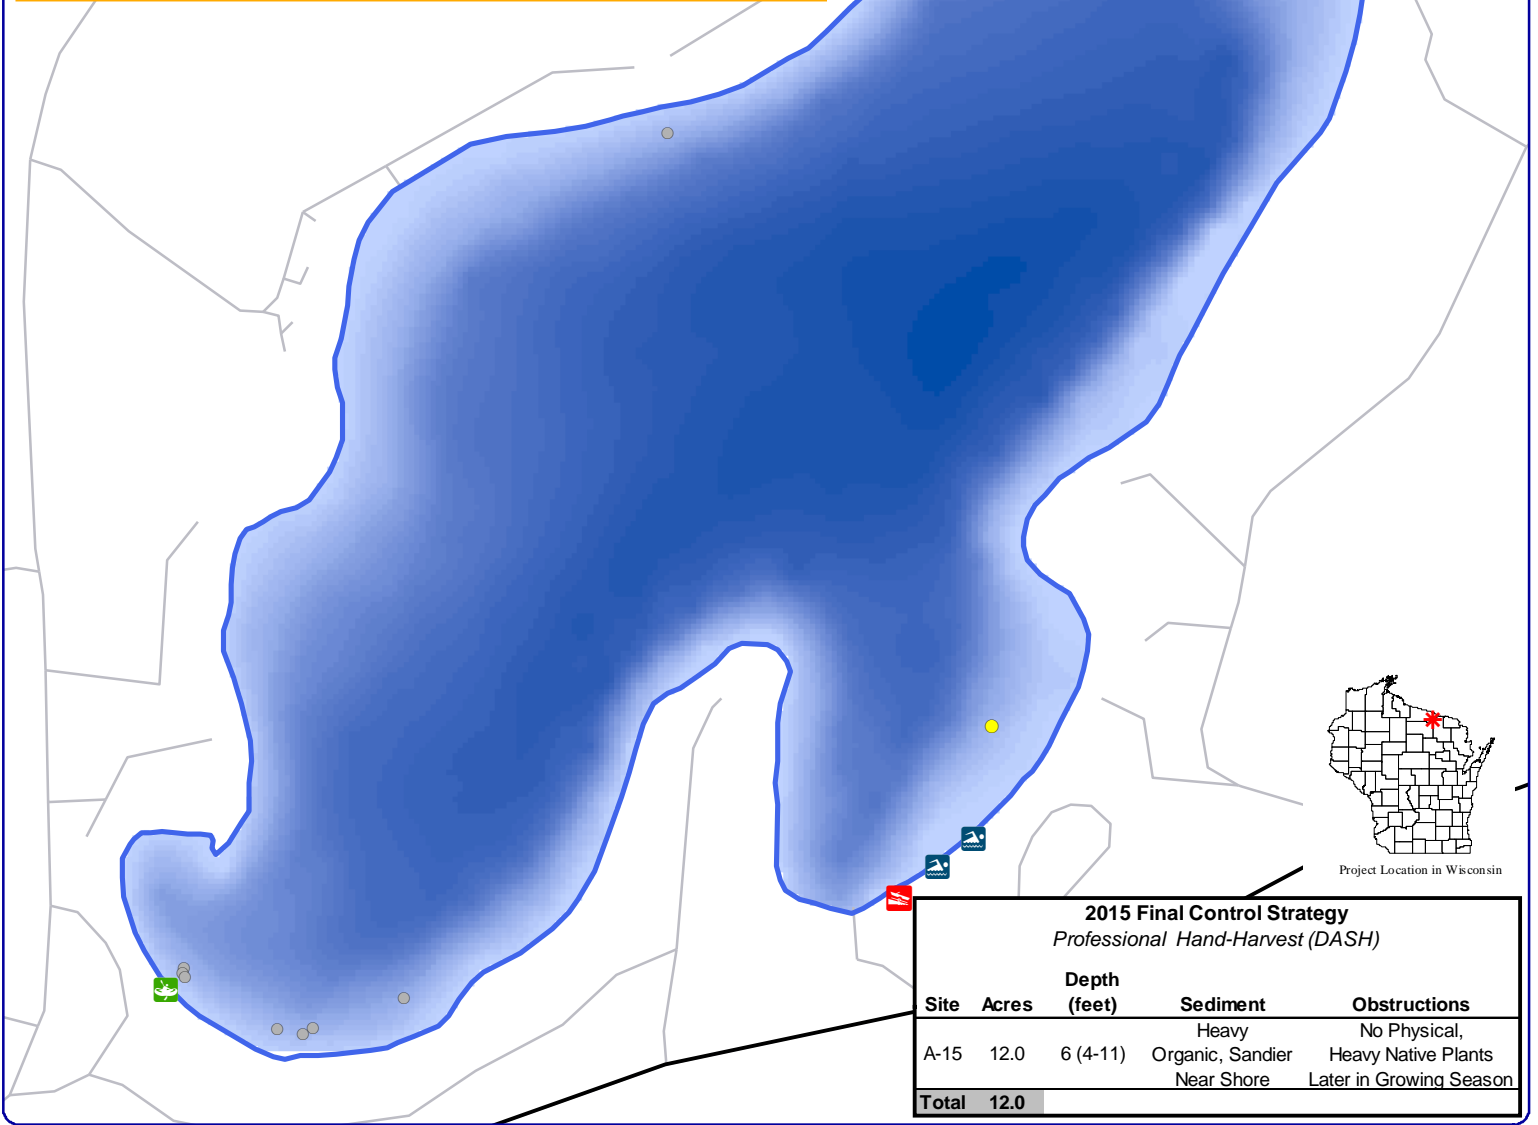 Project Location in Wisconsin
2015 Final Control Strategy
Professional Hand-Harvest (DASH)
Depth
Site Acres (feet) Sediment Obstructions
Heavy No Physical,
A-15 12.0 6 (4-11) Organic, Sandier Heavy Native Plants
Near Shore Later in Growing Season
Total 12.0